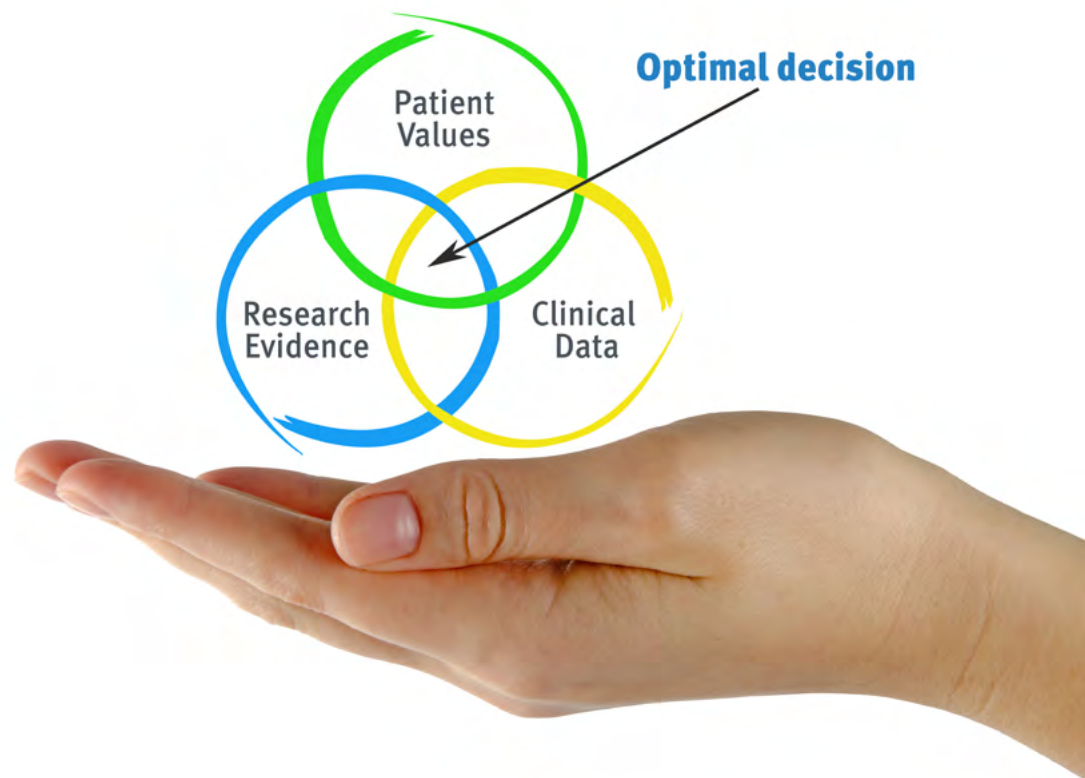 Optimal decision
Patient
Values
Research
Evidence
Clinical
Data